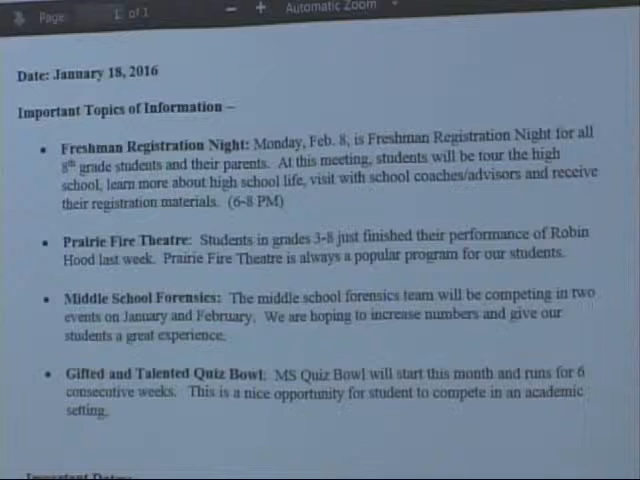 Page: 1 of 1 − + Automatic Zoom
Date: January 18, 2016
Important Topics of Information –
• Freshman Registration Night: Monday, Feb. 8, is Freshman Registration Night for all
8th grade students and their parents. At this meeting, students will be tour the high
school, learn more about high school life, visit with school coaches/advisors and receive
their registration materials. (6-8 PM)
• Prairie Fire Theatre: Students in grades 3-8 just finished their performance of Robin
Hood last week. Prairie Fire Theatre is always a popular program for our students.
• Middle School Forensics: The middle school forensics team will be competing in two
events on January and February. We are hoping to increase numbers and give our
students a great experience.
• Gifted and Talented Quiz Bowl: MS Quiz Bowl will start this month and runs for 6
consecutive weeks. This is a nice opportunity for student to compete in an academic
setting.
Important Dates